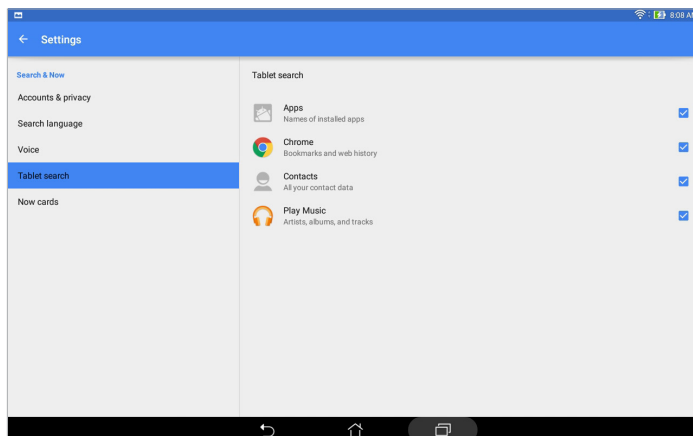 8:08 AM
Settings
Search & Now
Accounts & privacy
Search language
Voice
Tablet search
Now cards
Tablet search
Apps
Names of installed apps
Chrome
Bookmarks and web history
Contacts
All your contact data
Play Music
Artists, albums, and tracks